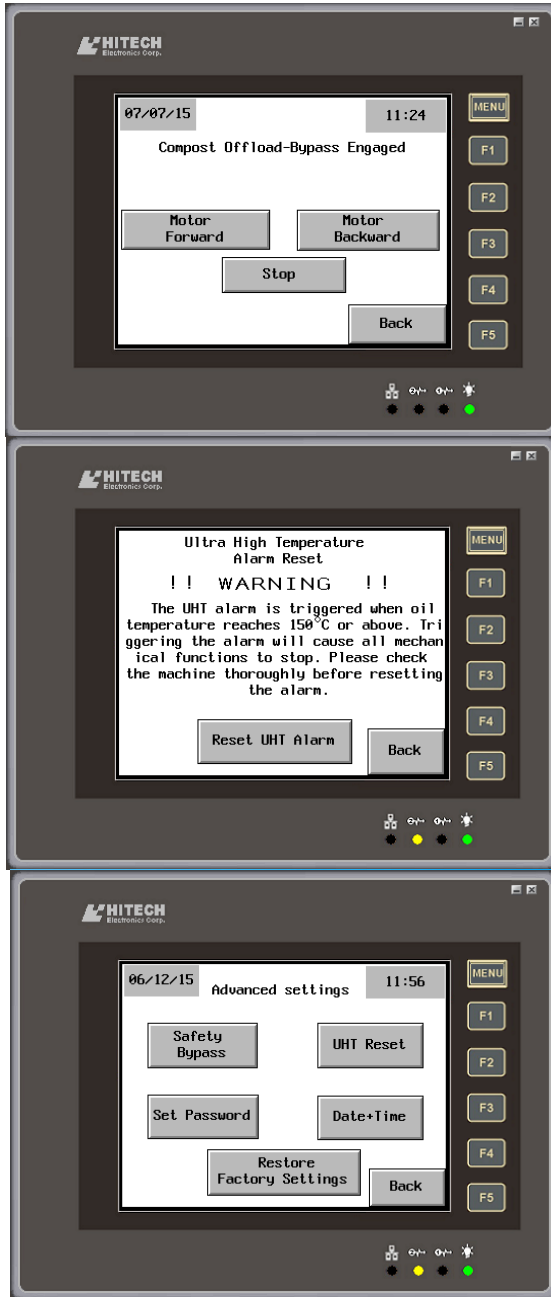 HITECH
Electronics Corp.
07/07/15
11:24
Compost Offload-Bypass Engaged
Motor
Forward
Motor
Backward
Stop
Back
MENU
F1
F2
F3
F4
F5
HITECH
Electronics Corp.
Ultra High Temperature
Alarm Reset
!! WARNING !!
The UHT alarm is triggered when oil
temperature reaches 150°C or above. Tri
ggering the alarm will cause all mechan
ical functions to stop. Please check
the machine thoroughly before resetting
the alarm.
Reset UHT Alarm
Back
MENU
F1
F2
F3
F4
F5
HITECH
Electronics Corp.
06/12/15
Advanced settings
11:56
Safety
Bypass
UHT Reset
Set Password
Date+Time
Restore
Factory Settings
Back
MENU
F1
F2
F3
F4
F5